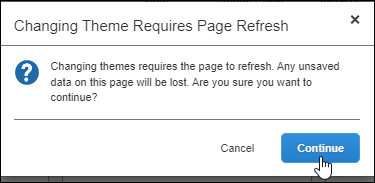 Changing Theme Requires Page Refresh
Changing themes requires the page to refresh. Any unsaved
data on this page will be lost. Are you sure you want to
continue?
Cancel
Continue